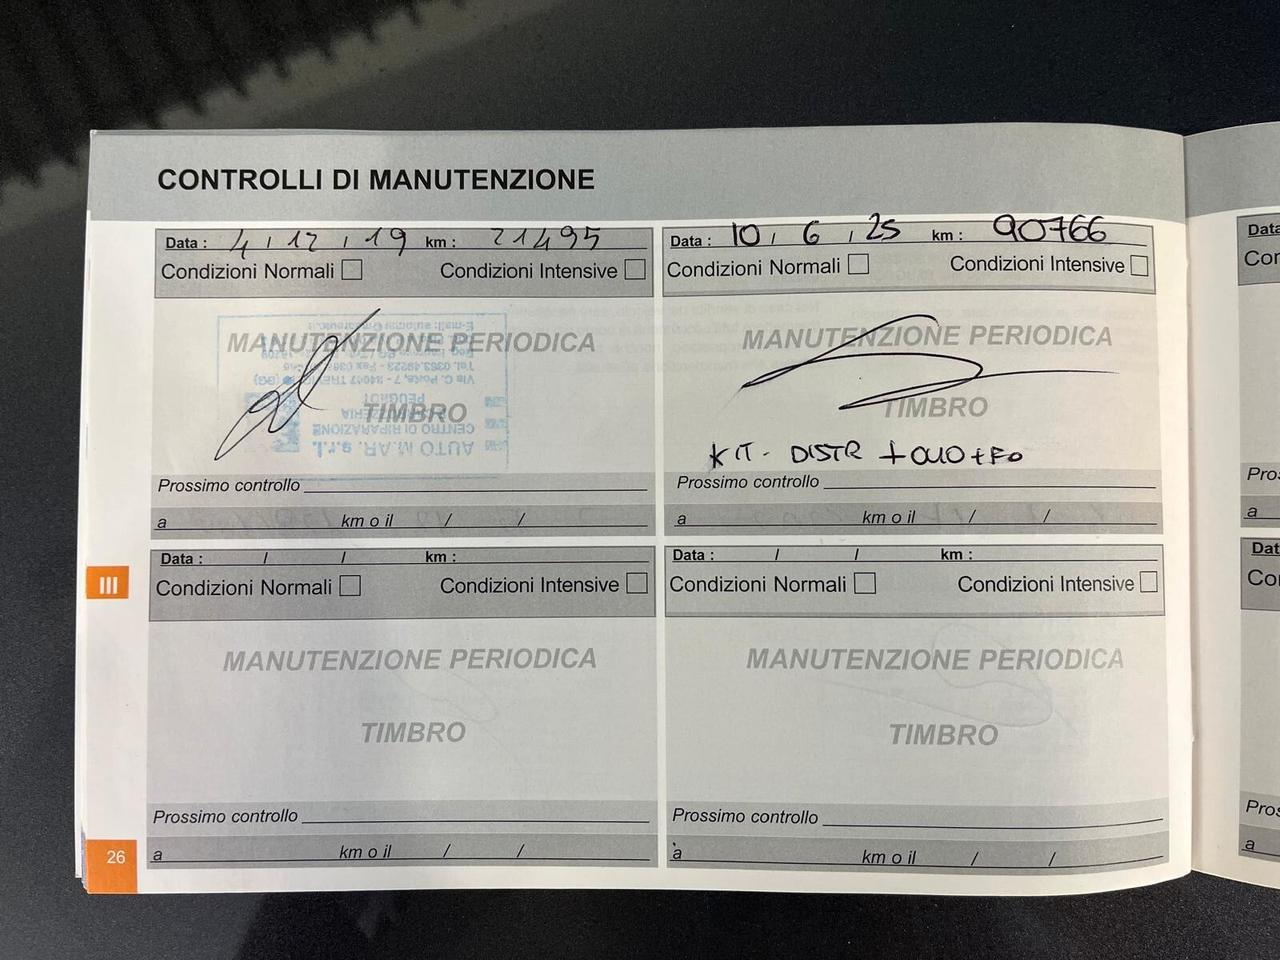 CONTROLLI DI MANUTENZIONE
Data : 4 / 12 / 19 km : 21495
Condizioni Normali Condizioni Intensive
MANUTENZIONE PERIODICA
TIMBRO
AUTO M.AR. s.r.l.
CENTRO DI RIPARAZIONE
CARROZZERIA
PEUGEOT
Prossimo controllo
a km o il / /
Data : 10 / 6 / 25 km : 90766
Condizioni Normali Condizioni Intensive
MANUTENZIONE PERIODICA
TIMBRO
KIT - DISTR + OLIO + FO
Prossimo controllo
a km o il / /
Data : / / km :
Condizioni Normali Condizioni Intensive
MANUTENZIONE PERIODICA
TIMBRO
Prossimo controllo
a km o il / /
Data : / / km :
Condizioni Normali Condizioni Intensive
MANUTENZIONE PERIODICA
TIMBRO
Prossimo controllo
a km o il / /
III
26
Data
a
a